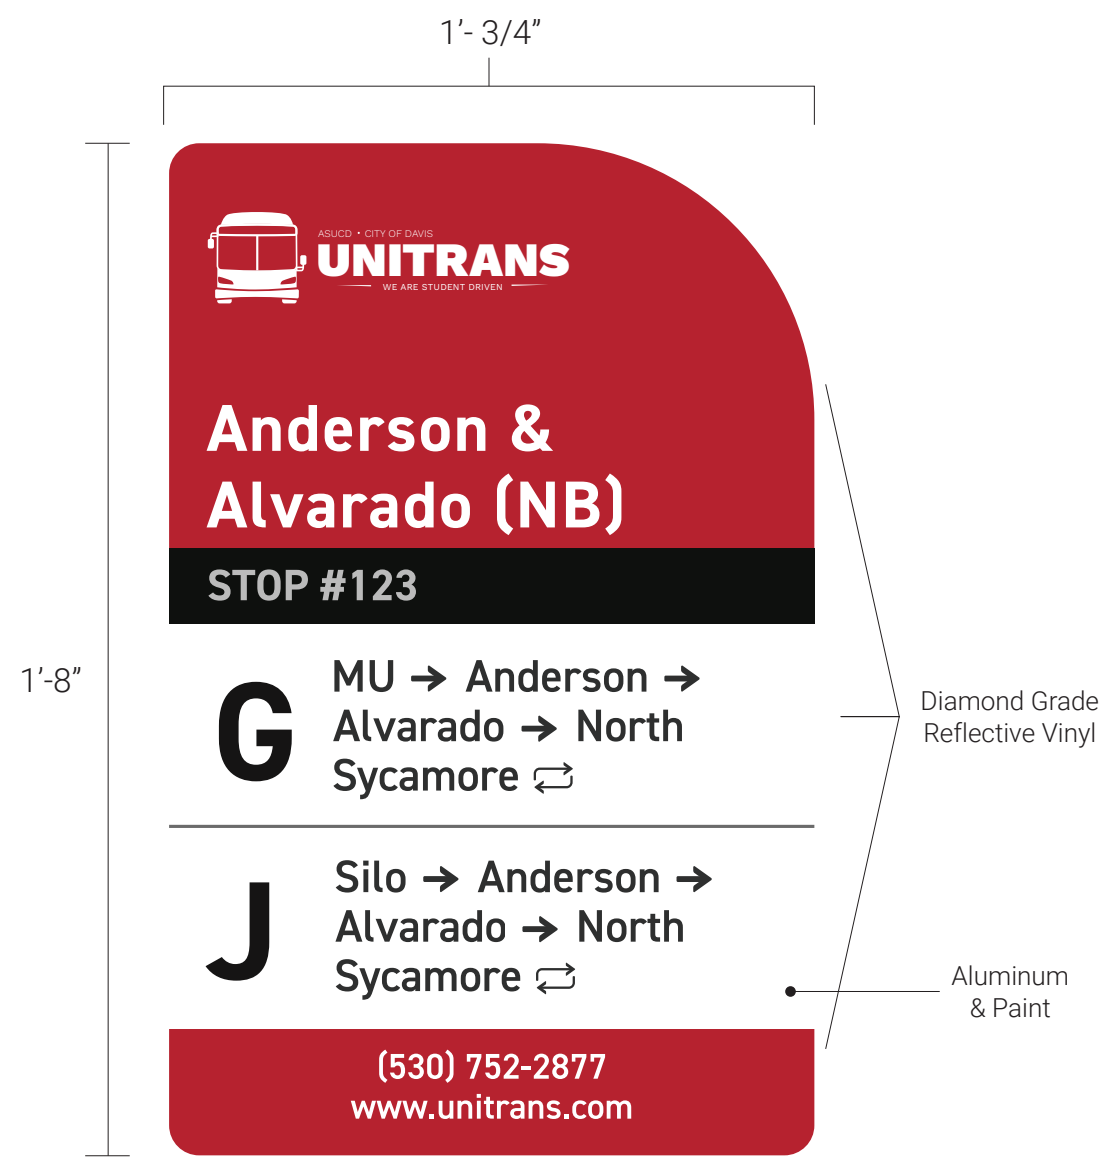 1’- 3/4”
ASUCD • CITY OF DAVIS
UNITRANS
WE ARE STUDENT DRIVEN
Anderson &
Alvarado (NB)
STOP #123
1’-8”
G
MU → Anderson →
Alvarado → North
Sycamore
J
Silo → Anderson →
Alvarado → North
Sycamore
(530) 752-2877
www.unitrans.com
Diamond Grade
Reflective Vinyl
Aluminum
& Paint